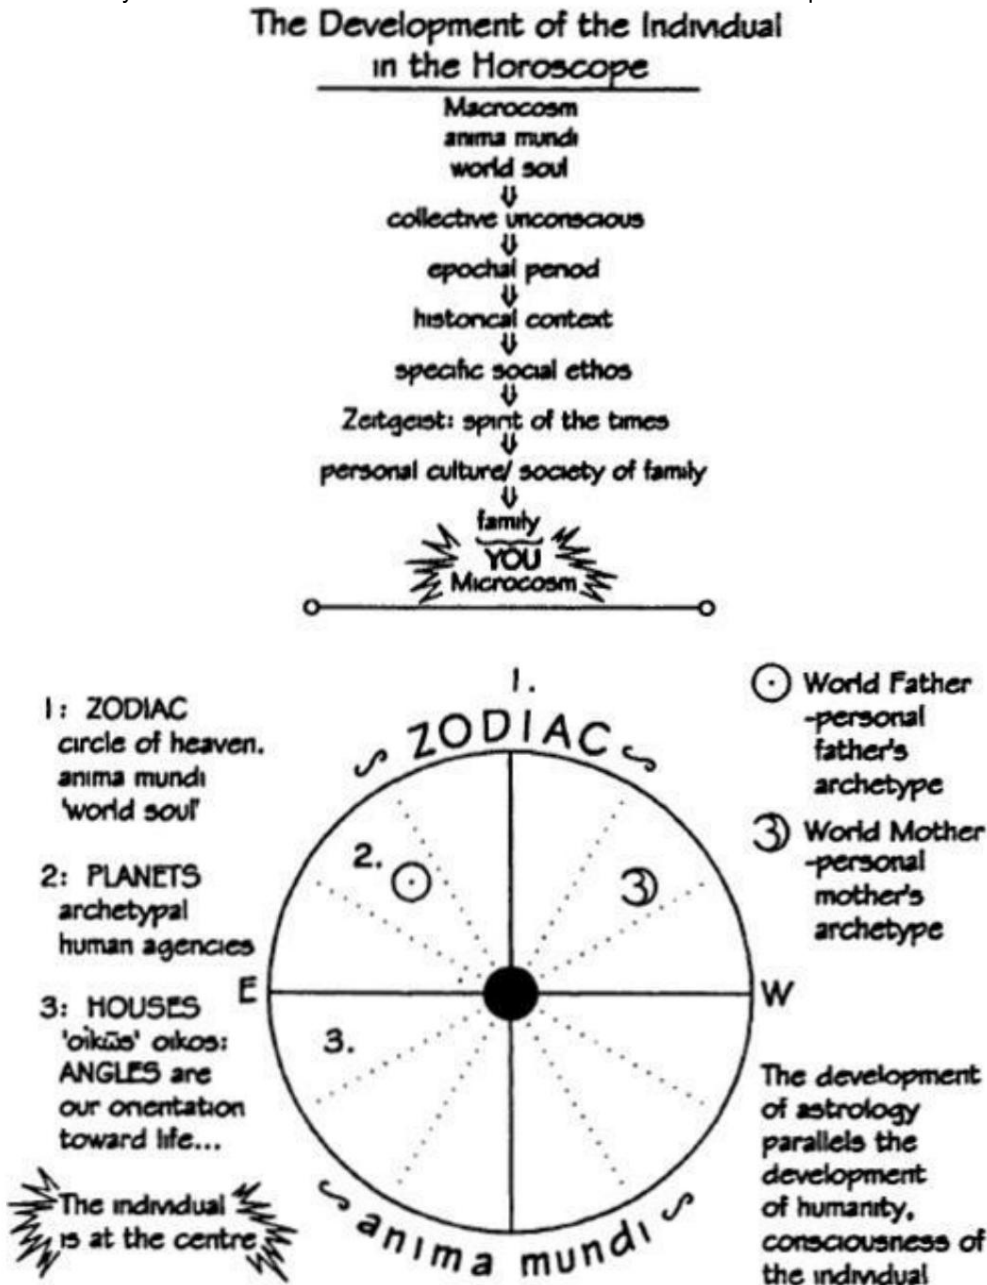 The Development of the Individual
in the Horoscope
Macrocosm
anima mundi
world soul
collective unconscious
epochal period
historical context
specific social ethos
Zeitgeist: spirit of the times
personal culture/ society of family
family
YOU
Microcosm
1.
ZODIAC
1: ZODIAC
circle of heaven.
anima mundi
'world soul'
2: PLANETS
archetypal
human agencies
3: HOUSES
'oikōs' oikos:
ANGLES are
our orientation
toward life...
The individual
is at the centre
2.
3.
E
W
anima mundi
World Father
-personal
father's
archetype
World Mother
-personal
mother's
archetype
The development
of astrology
parallels the
development
of humanity,
consciousness of
the individual